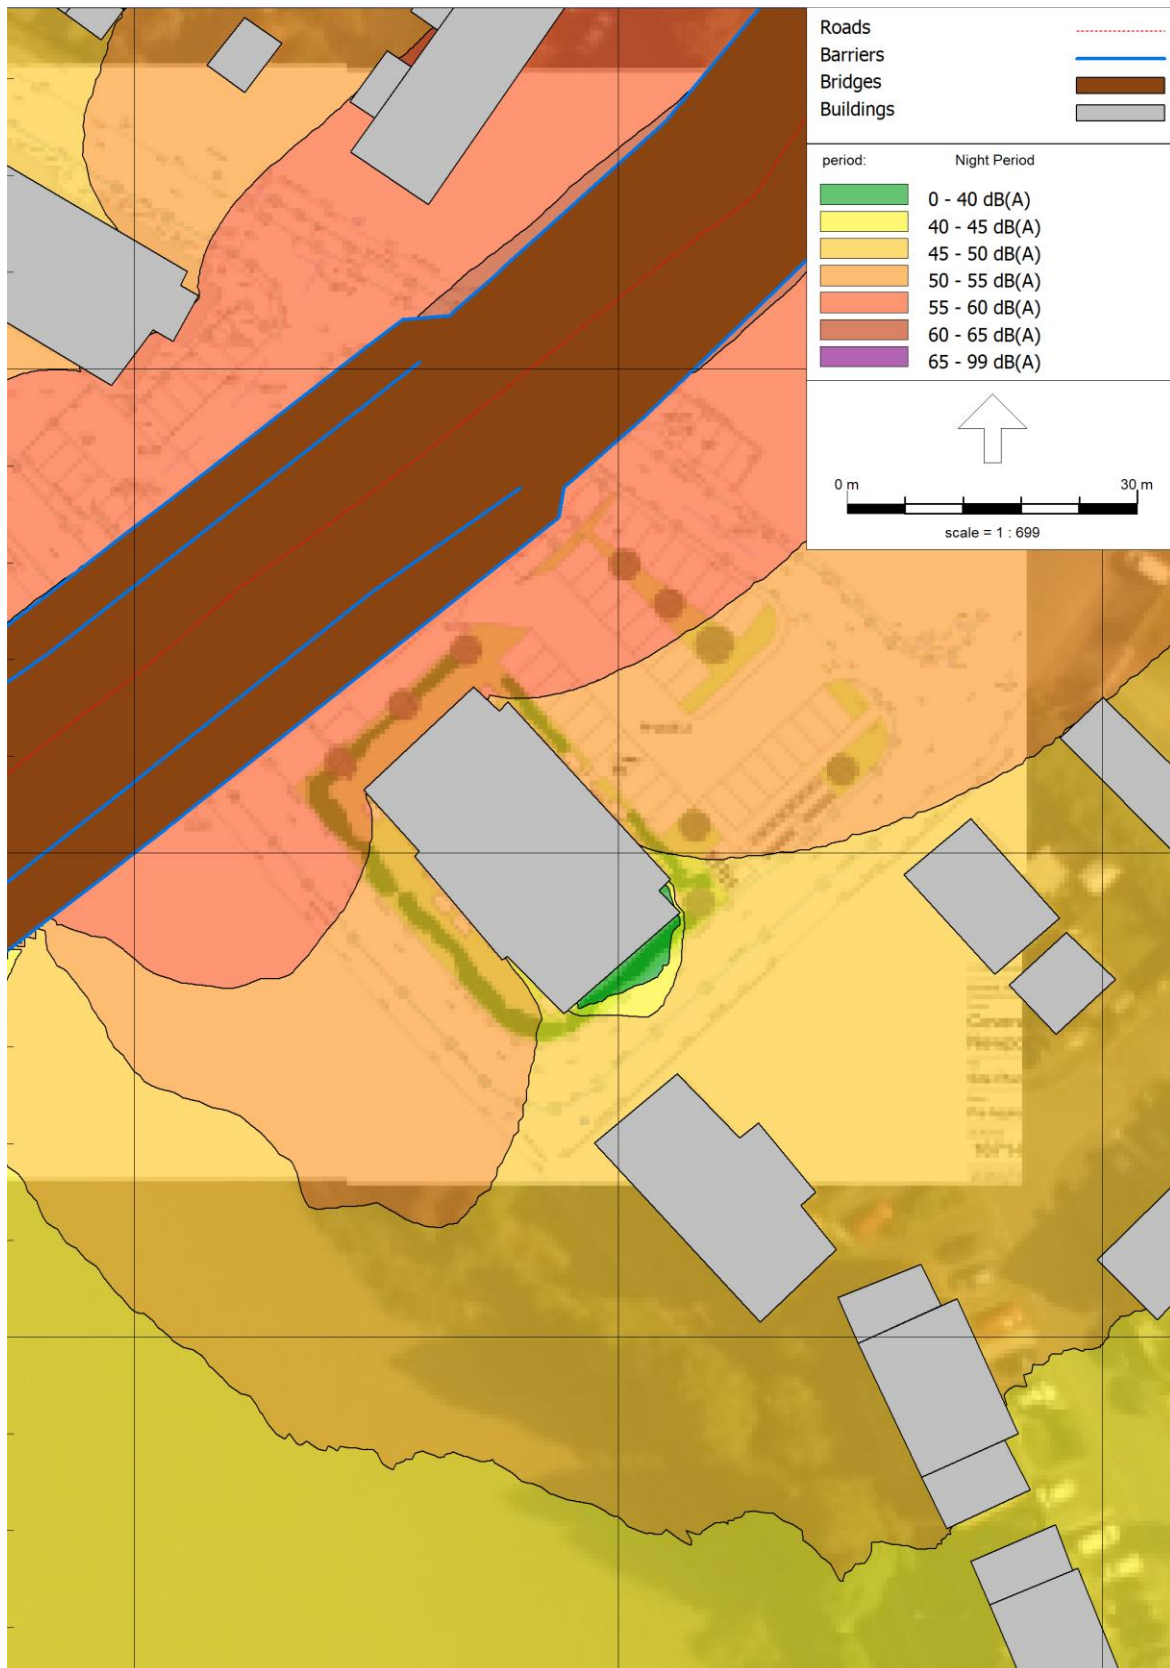 Roads
Barriers
Bridges
Buildings
period: Night Period
0 - 40 dB(A)
40 - 45 dB(A)
45 - 50 dB(A)
50 - 55 dB(A)
55 - 60 dB(A)
60 - 65 dB(A)
65 - 99 dB(A)
0 m 30 m
scale = 1 : 699